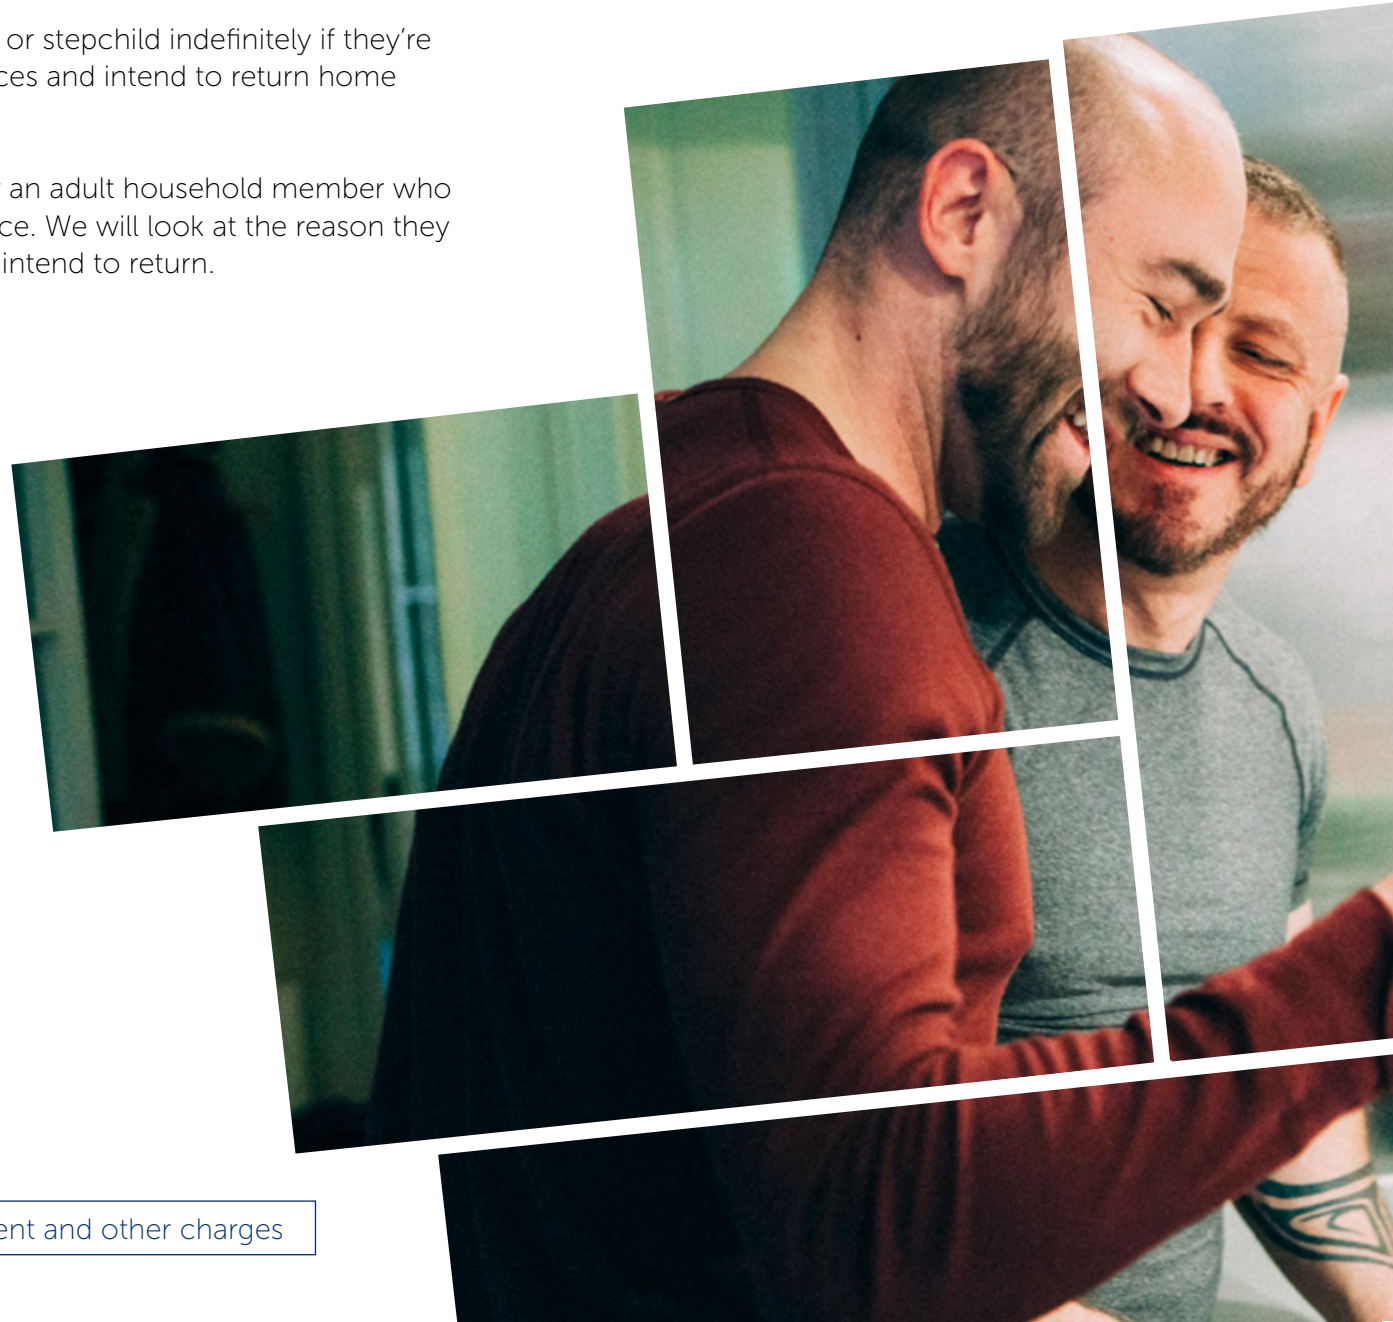 or stepchild indefinitely if they’re
ces and intend to return home
an adult household member who
ce. We will look at the reason they
intend to return.
ent and other charges